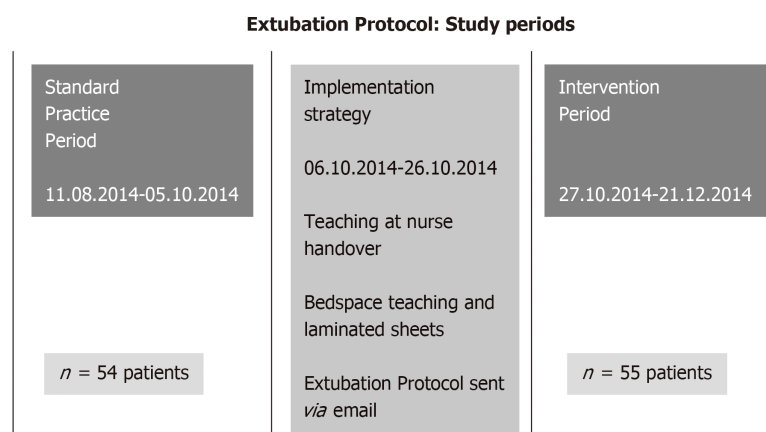 Extubation Protocol: Study periods
Standard
Practice
Period
11.08.2014-05.10.2014
n = 54 patients
Implementation
strategy
06.10.2014-26.10.2014
Teaching at nurse
handover
Bedspace teaching and
laminated sheets
Extubation Protocol sent
via email
Intervention
Period
27.10.2014-21.12.2014
n = 55 patients